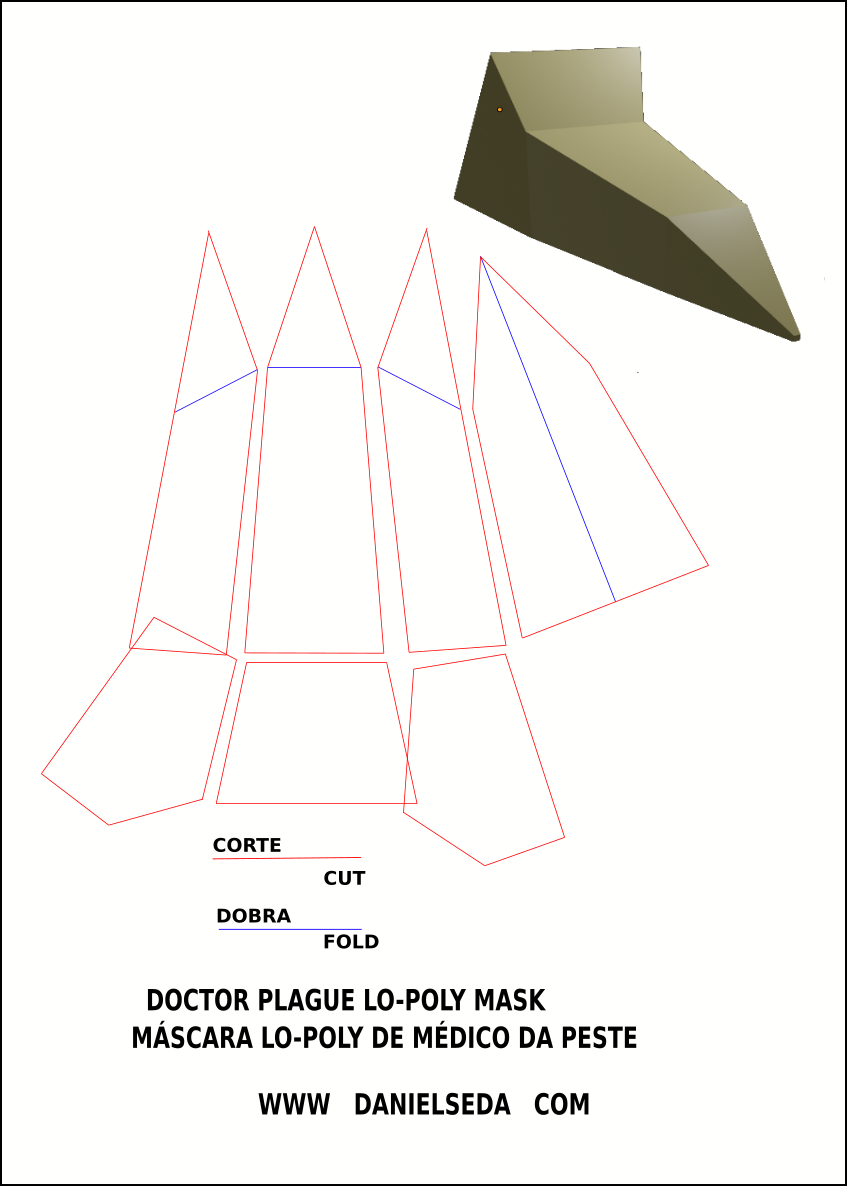 CORTE
CUT
DOBRA
FOLD
DOCTOR PLAGUE LO-POLY MASK
MÁSCARA LO-POLY DE MÉDICO DA PESTE
WWW DANIELSEDA COM